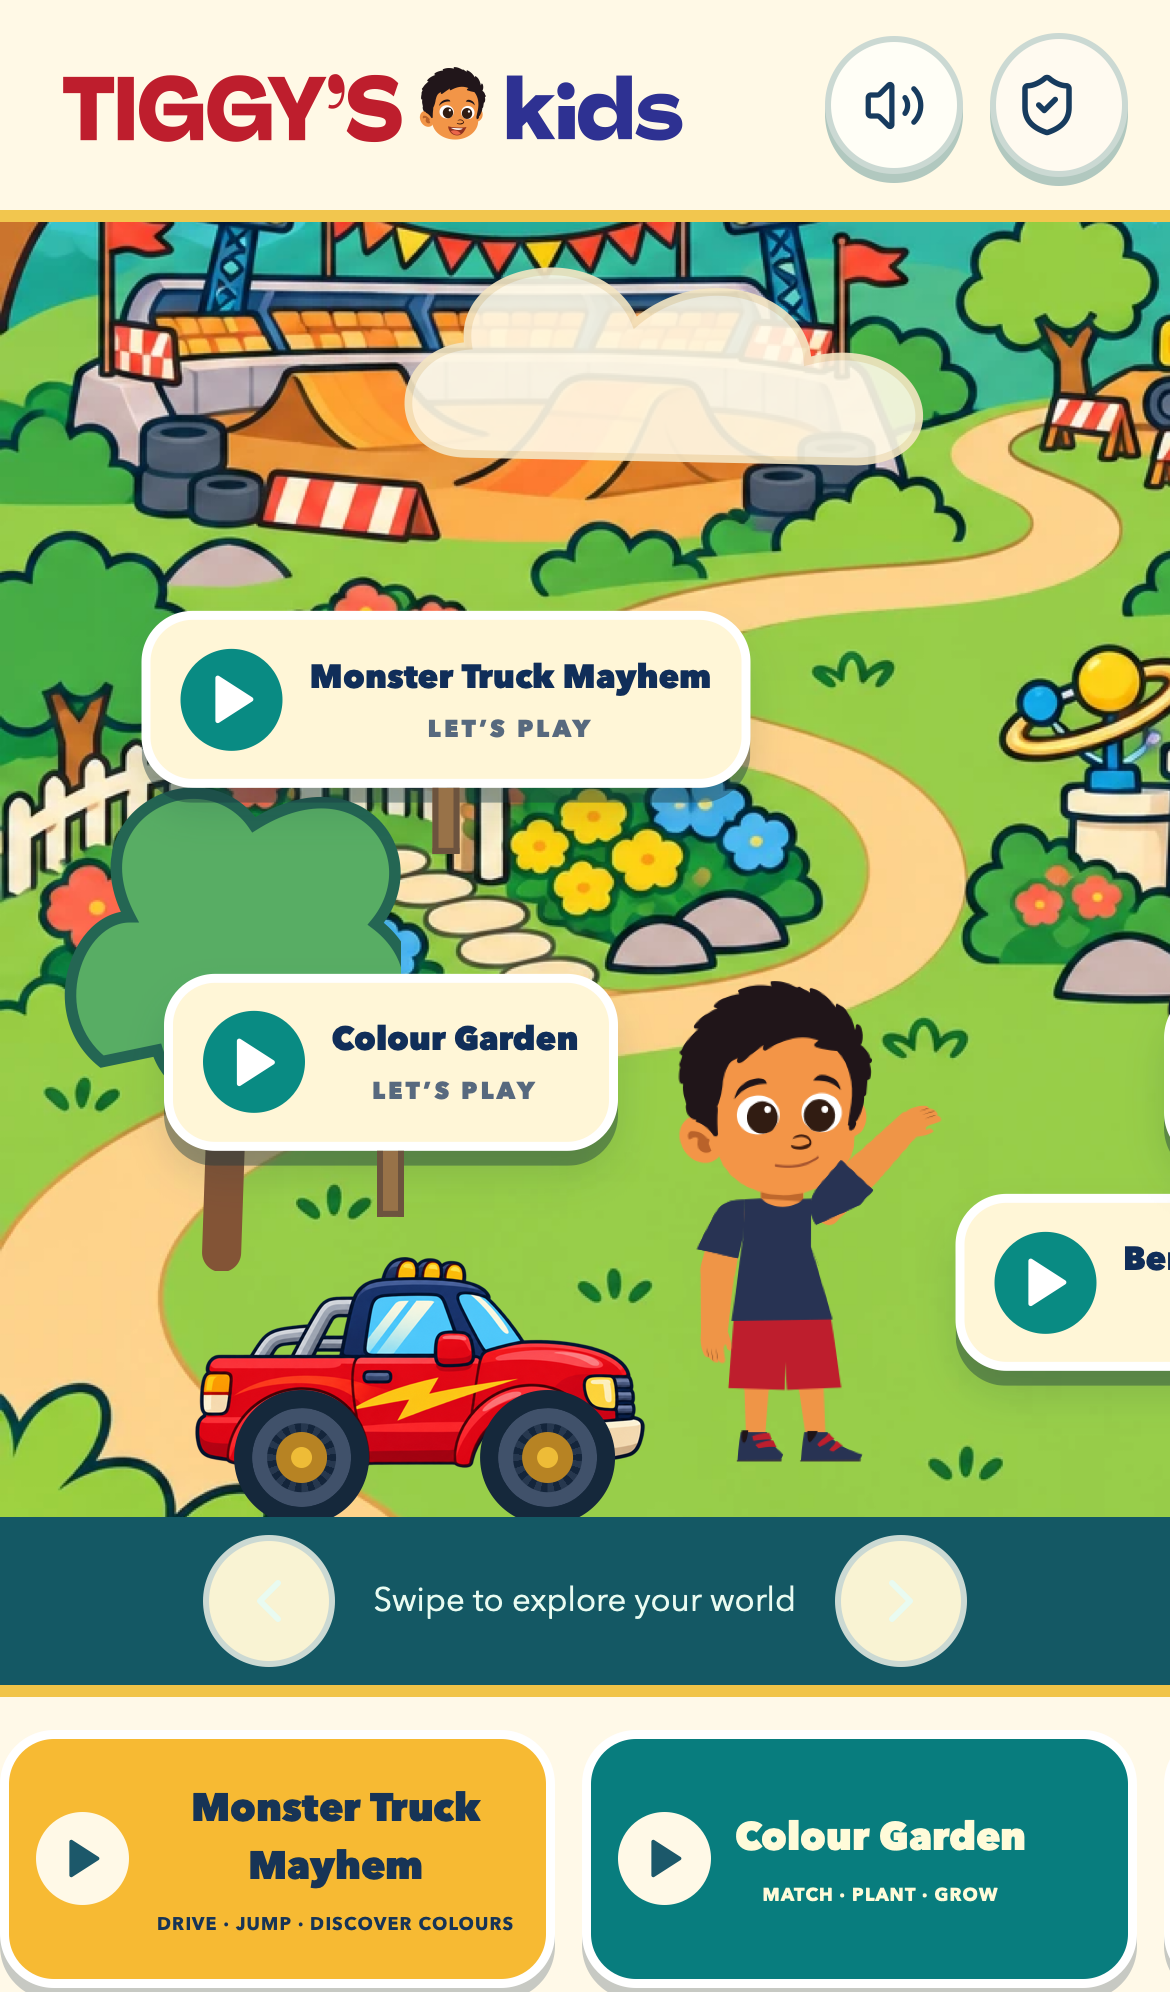 TIGGY’S kids
Monster Truck Mayhem
LET’S PLAY
Colour Garden
LET’S PLAY
Swipe to explore your world
Monster Truck
Mayhem
DRIVE · JUMP · DISCOVER COLOURS
Colour Garden
MATCH · PLANT · GROW